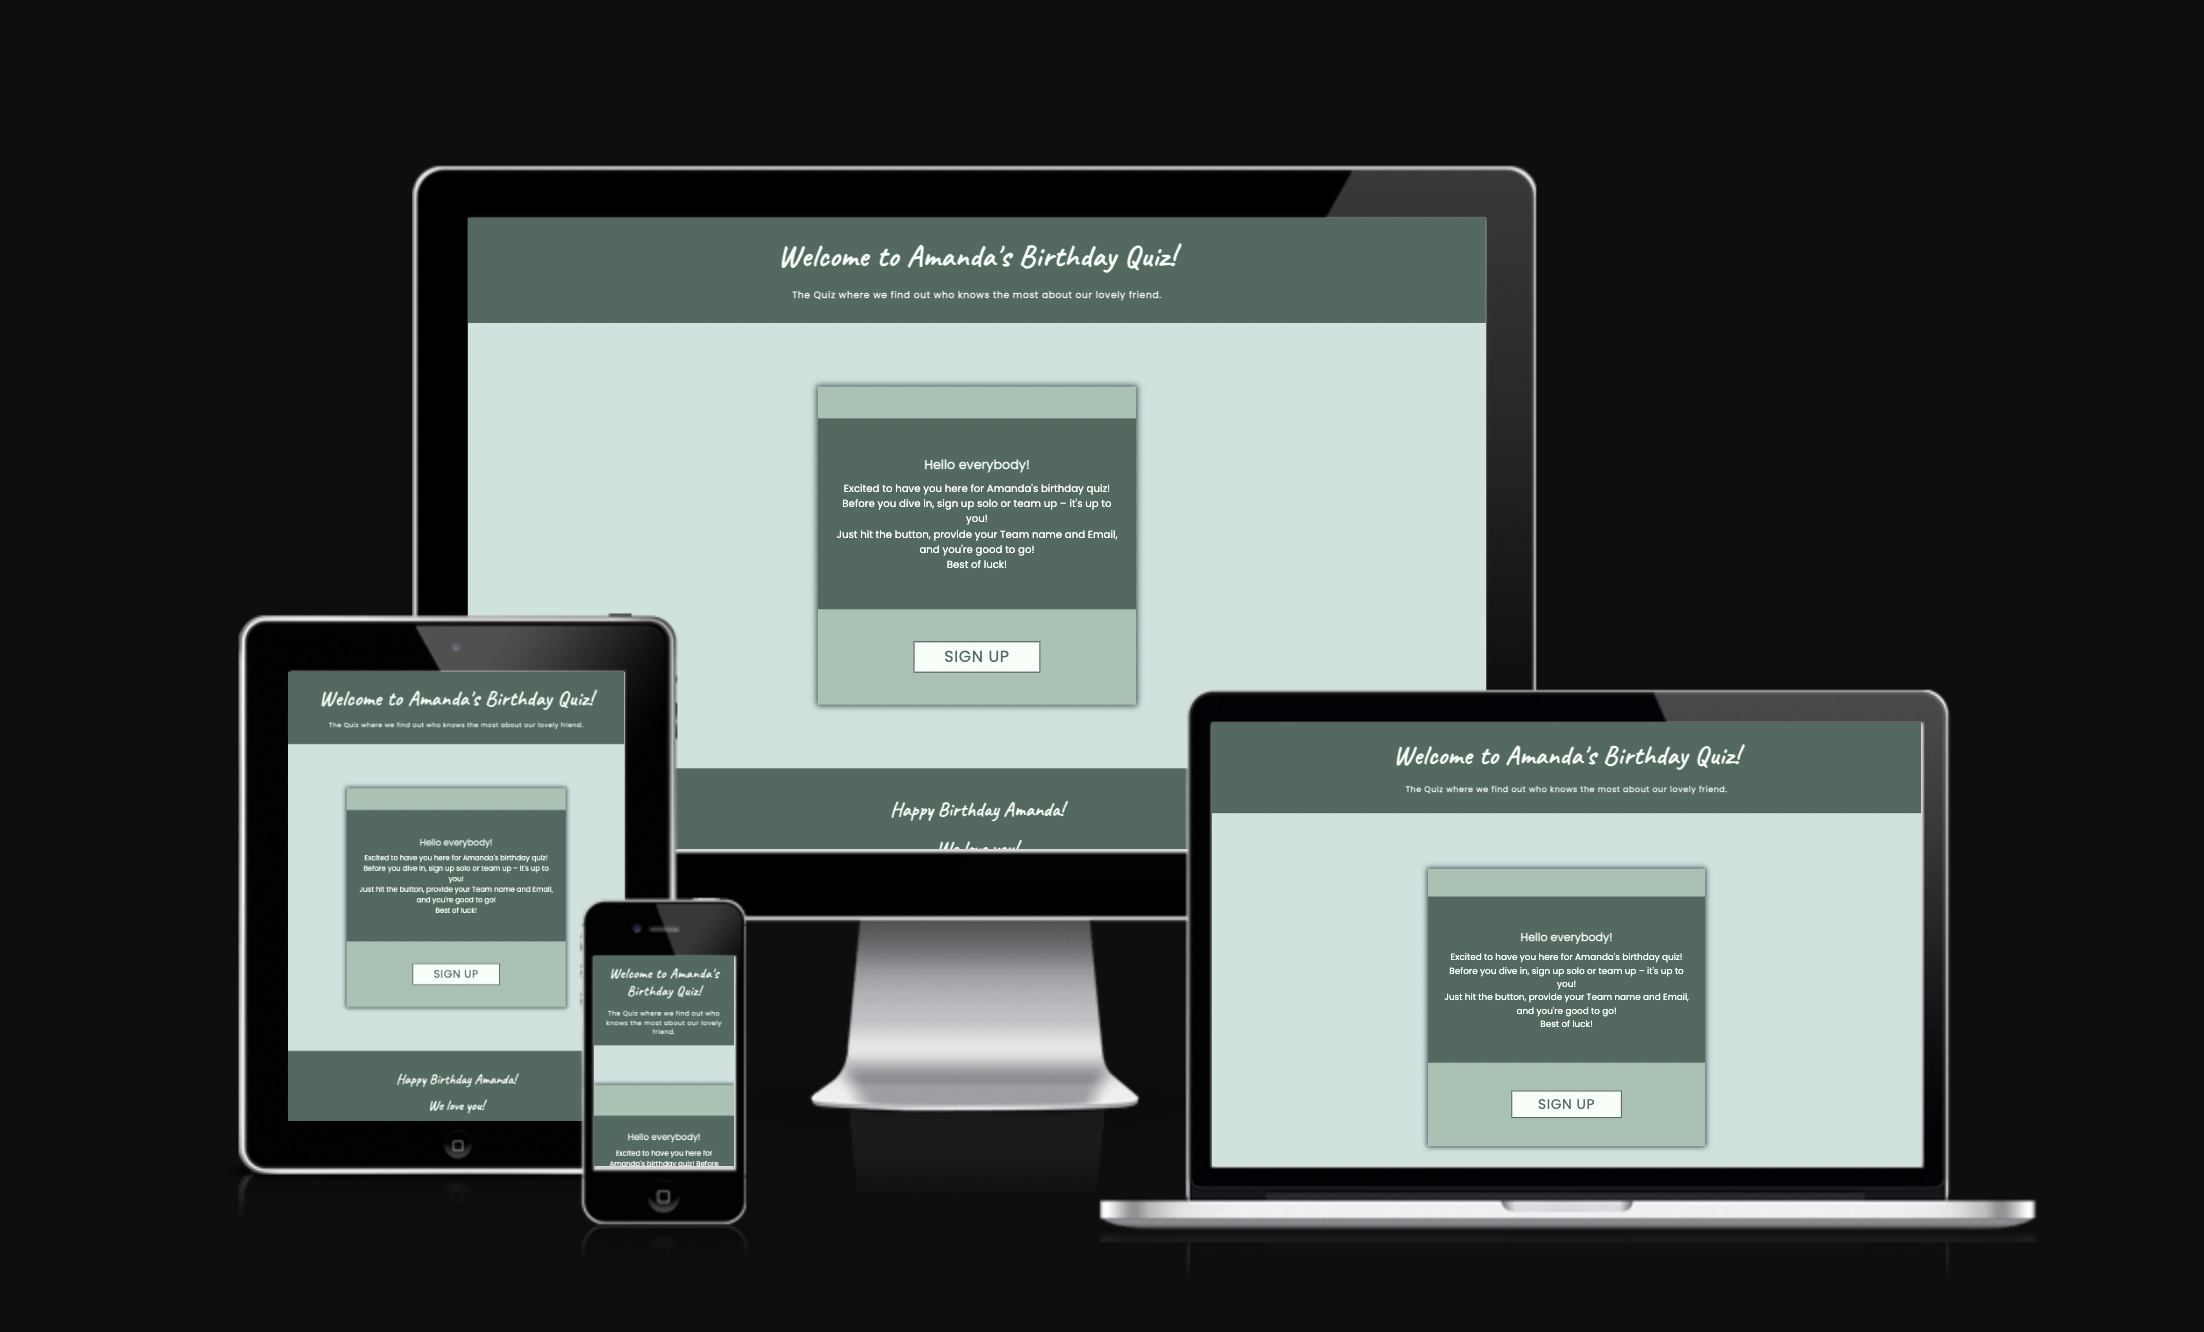 Welcome to Amanda's Birthday Quiz!
The Quiz where we find out who knows the most about our lovely friend.
Hello everybody!
Excited to have you here for Amanda's birthday quiz!
Before you dive in, sign up solo or team up – it's up to
you!
Just hit the button, provide your Team name and Email,
and you're good to go!
Best of luck!
SIGN UP
Happy Birthday Amanda!
We love you!
Welcome to Amanda's Birthday Quiz!
The Quiz where we find out who knows the most about our lovely friend.
Hello everybody!
Excited to have you here for Amanda's birthday quiz!
Before you dive in, sign up solo or team up – it's up to
you!
Just hit the button, provide your Team name and Email,
and you're good to go!
Best of luck!
SIGN UP
Happy Birthday Amanda!
We love you!
Welcome to Amanda's
Birthday Quiz!
The Quiz where we find out who
knows the most about our lovely
friend.
Hello everybody!
Excited to have you here for
Amanda's birthday quiz! Before
Welcome to Amanda's Birthday Quiz!
The Quiz where we find out who knows the most about our lovely friend.
Hello everybody!
Excited to have you here for Amanda's birthday quiz!
Before you dive in, sign up solo or team up – it's up to
you!
Just hit the button, provide your Team name and Email,
and you're good to go!
Best of luck!
SIGN UP